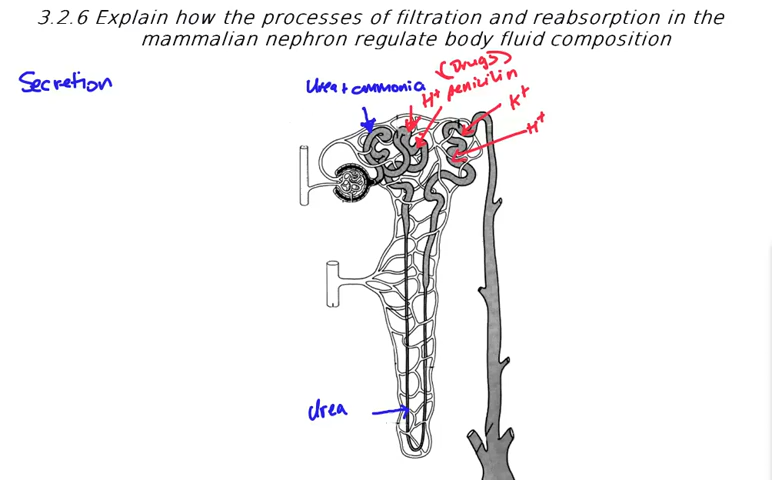 3.2.6 Explain how the processes of filtration and reabsorption in the
mammalian nephron regulate body fluid composition
Secretion
Urea + ammonia
(Drugs)
H+ penicilin
K+
H+
Urea